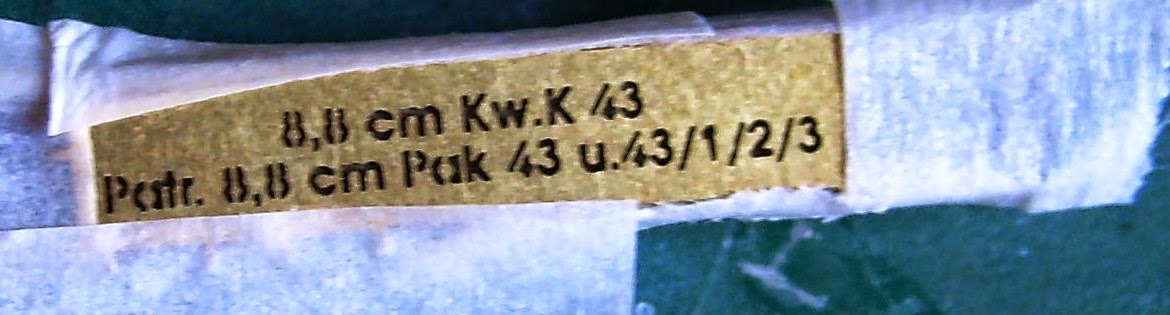 8,8 cm Kw.K 43
Patr. 8,8 cm Pak 43 u.43/1/2/3